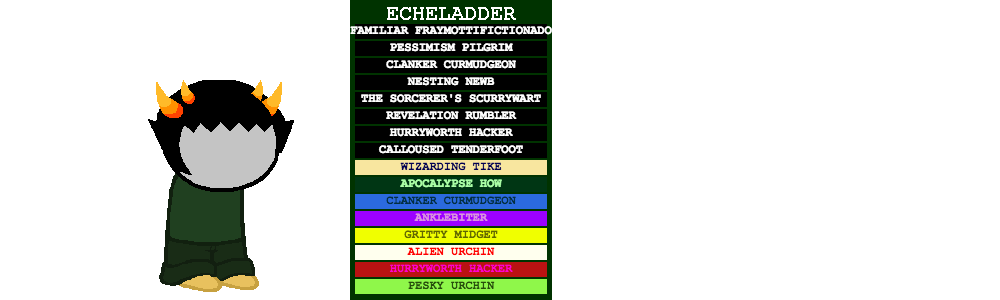 ECHELADDER
FAMILIAR FRAYMOTTIFICTIONADO
PESSIMISM PILGRIM
CLANKER CURMUDGEON
NESTING NEWB
THE SORCERER'S SCURRYWART
REVELATION RUMBLER
HURRYWORTH HACKER
CALLOUSED TENDERFOOT
WIZARDING TIKE
APOCALYPSE HOW
CLANKER CURMUDGEON
ANKLEBITER
GRITTY MIDGET
ALIEN URCHIN
HURRYWORTH HACKER
PESKY URCHIN